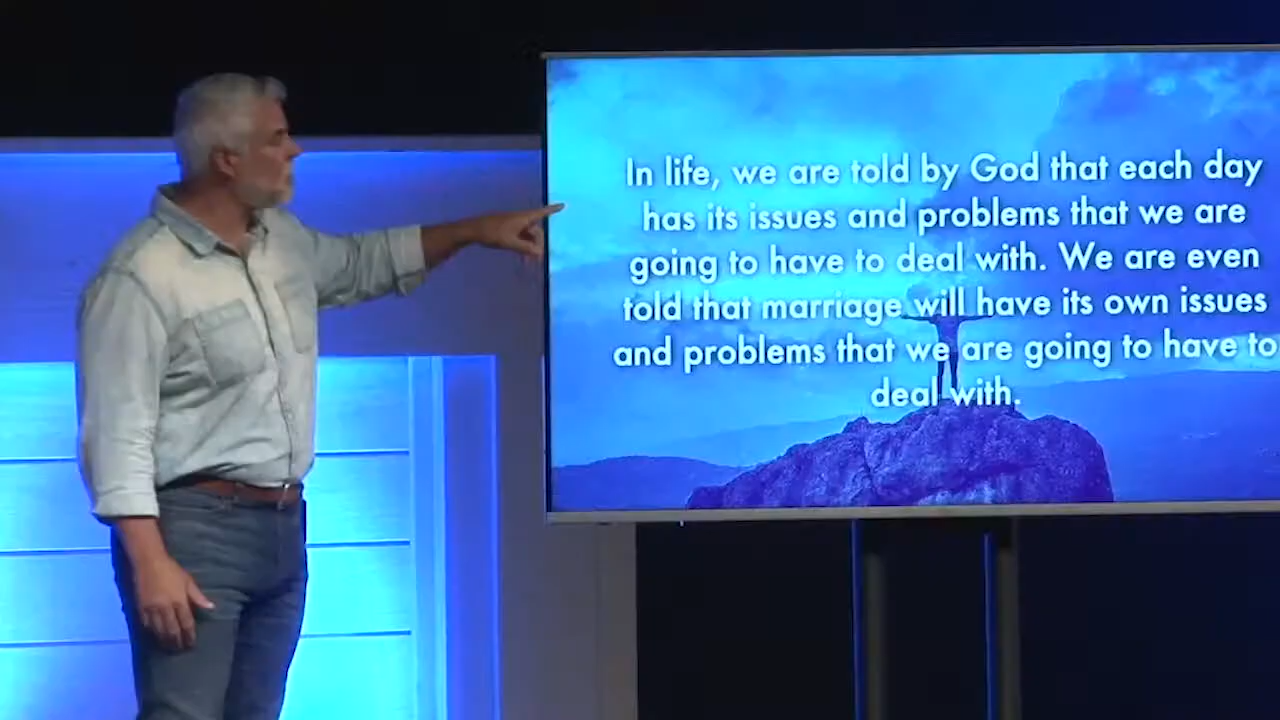 In life, we are told by God that each day
has its issues and problems that we are
going to have to deal with. We are even
told that marriage will have its own issues
and problems that we are going to have to
deal with.